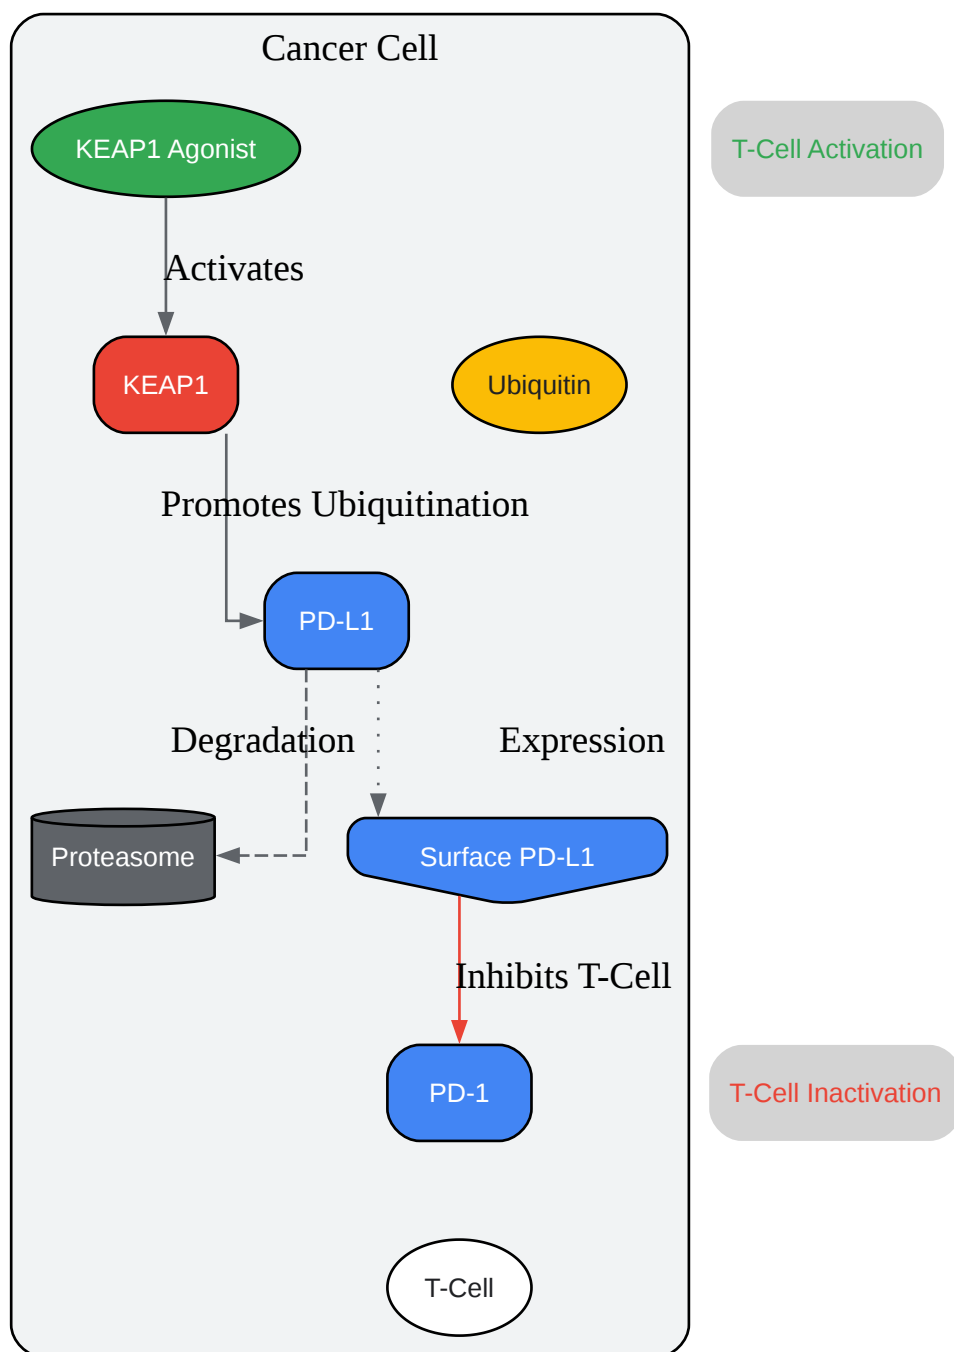 Cancer Cell
KEAP1 Agonist
T-Cell Activation
Activates
KEAP1
Ubiquitin
Promotes Ubiquitination
PD-L1
Degradation
Expression
Proteasome
Surface PD-L1
Inhibits T-Cell
PD-1
T-Cell Inactivation
T-Cell